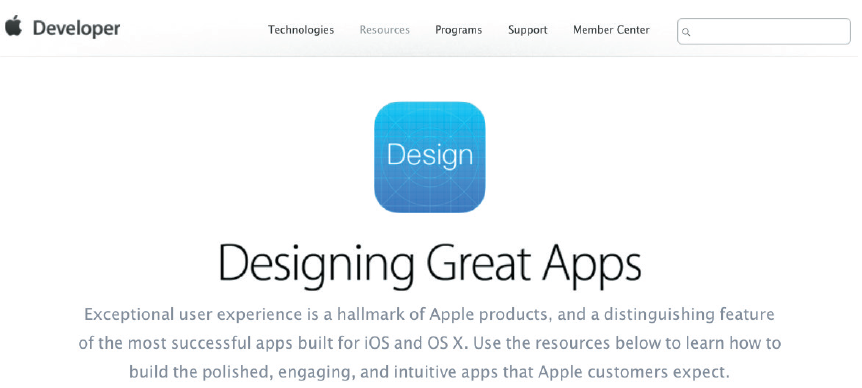 Developer
Technologies Resources Programs Support Member Center
Design
Designing Great Apps
Exceptional user experience is a hallmark of Apple products, and a distinguishing feature
of the most successful apps built for iOS and OS X. Use the resources below to learn how to
build the polished, engaging, and intuitive apps that Apple customers expect.